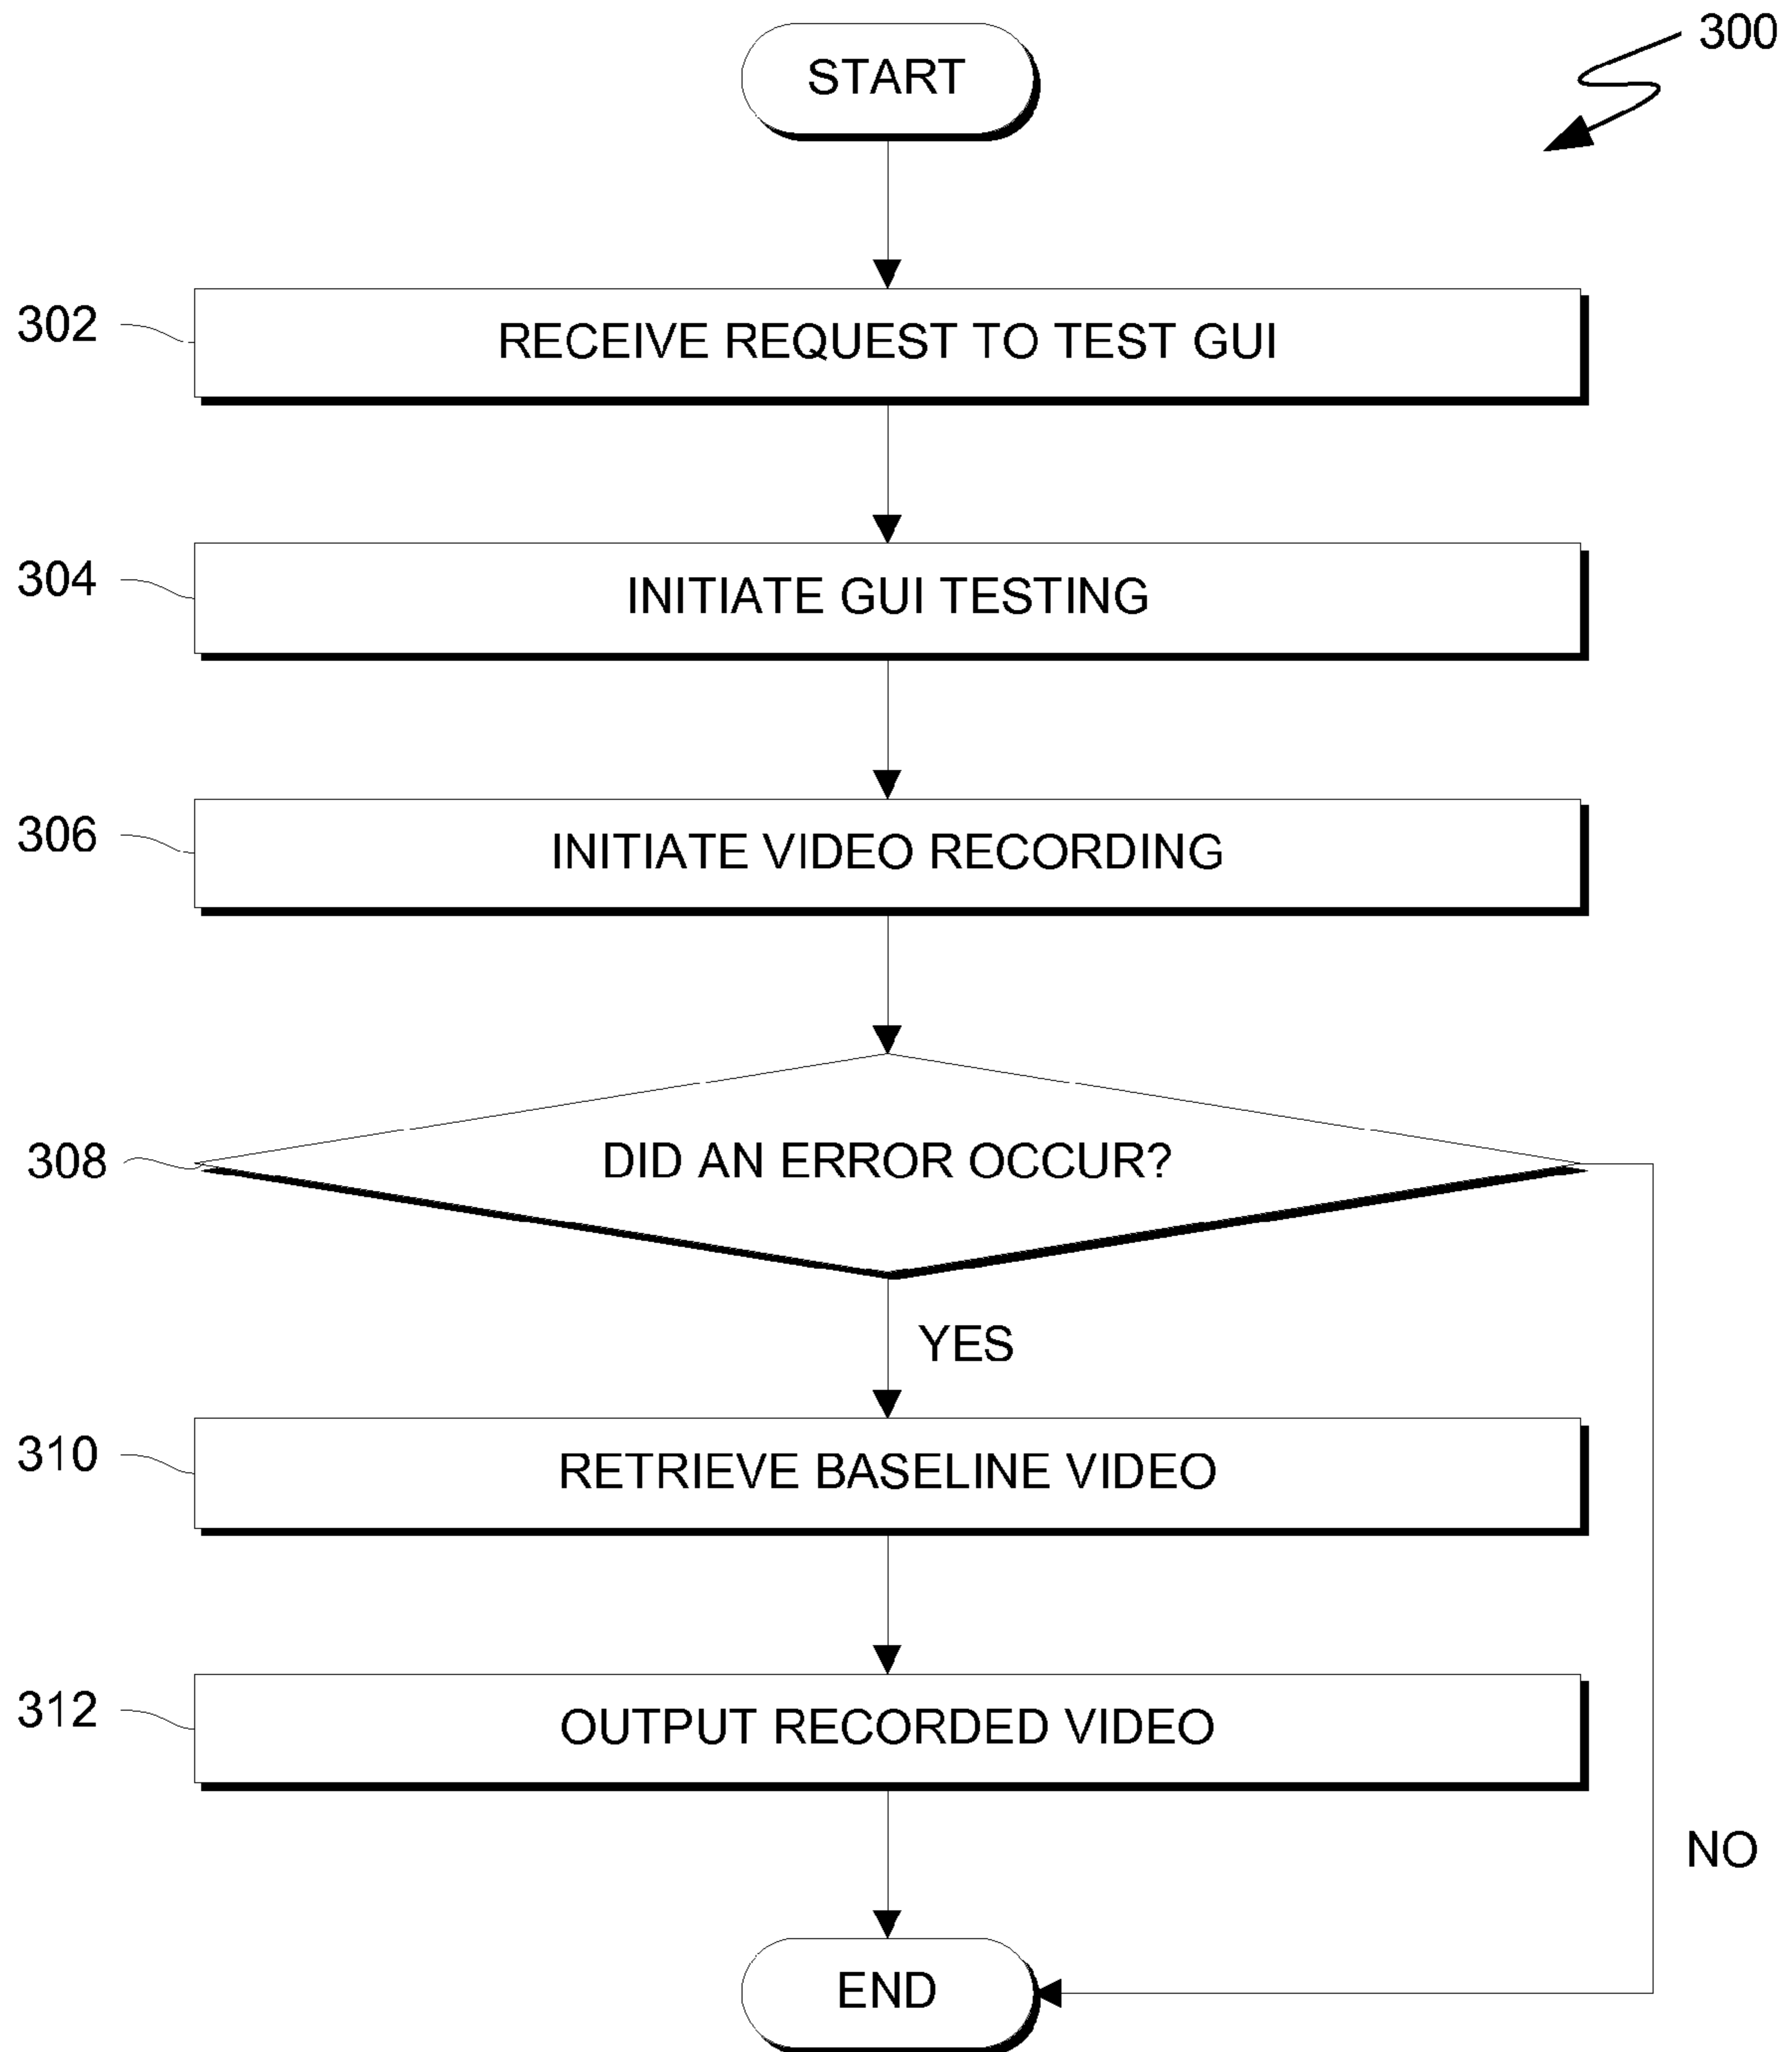 START
300
302
RECEIVE REQUEST TO TEST GUI
304
INITIATE GUI TESTING
306
INITIATE VIDEO RECORDING
308
DID AN ERROR OCCUR?
YES
310
RETRIEVE BASELINE VIDEO
312
OUTPUT RECORDED VIDEO
NO
END